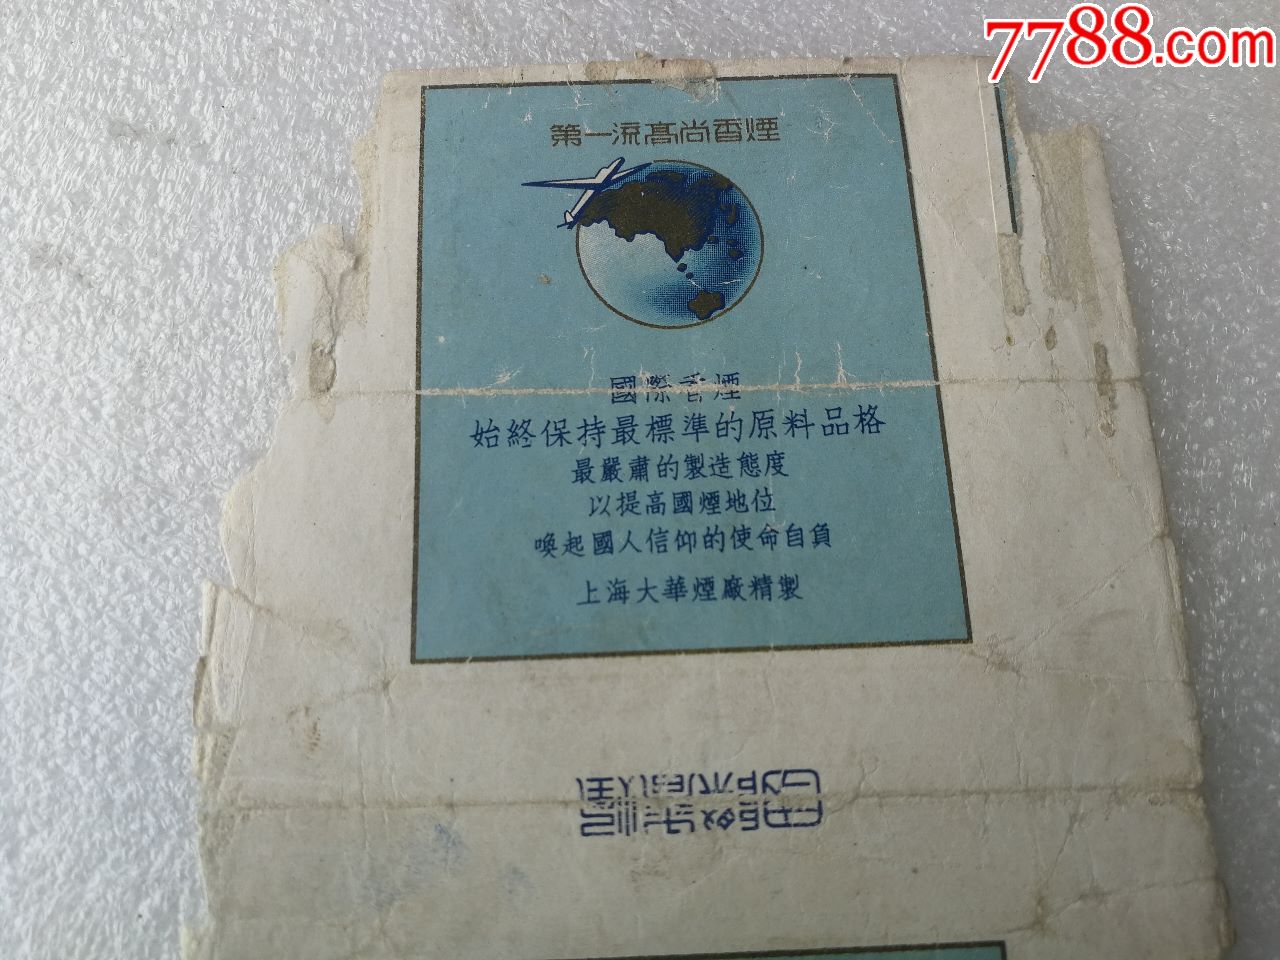 7788.com
第一流高尚香煙
國際香煙
始終保持最標準的原料品格
最嚴肅的製造態度
以提高國煙地位
喚起國人信仰的使命自負
上海大華煙廠精製